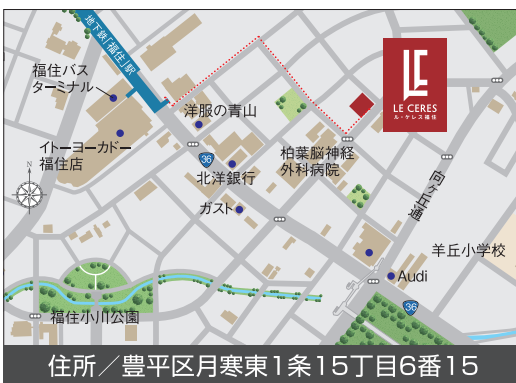 地下鉄「福住」駅
福住バス
ターミナル
イトーヨーカドー
福住店
洋服の青山
36
北洋銀行
ガスト
柏葉脳神経
外科病院
LE CERES
ル・ケレス福住
向ヶ丘通
羊丘小学校
Audi
36
N
福住小川公園
住所／豊平区月寒東1条15丁目6番15